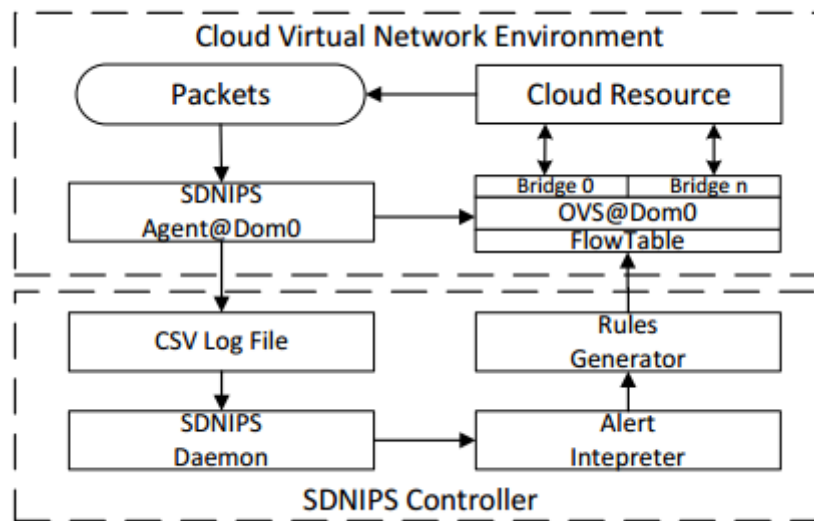 Cloud Virtual Network Environment
Packets
Cloud Resource
SDNIPS
Agent@Dom0
Bridge 0
Bridge n
OVS@Dom0
FlowTable
CSV Log File
Rules
Generator
SDNIPS
Daemon
Alert
Intepreter
SDNIPS Controller